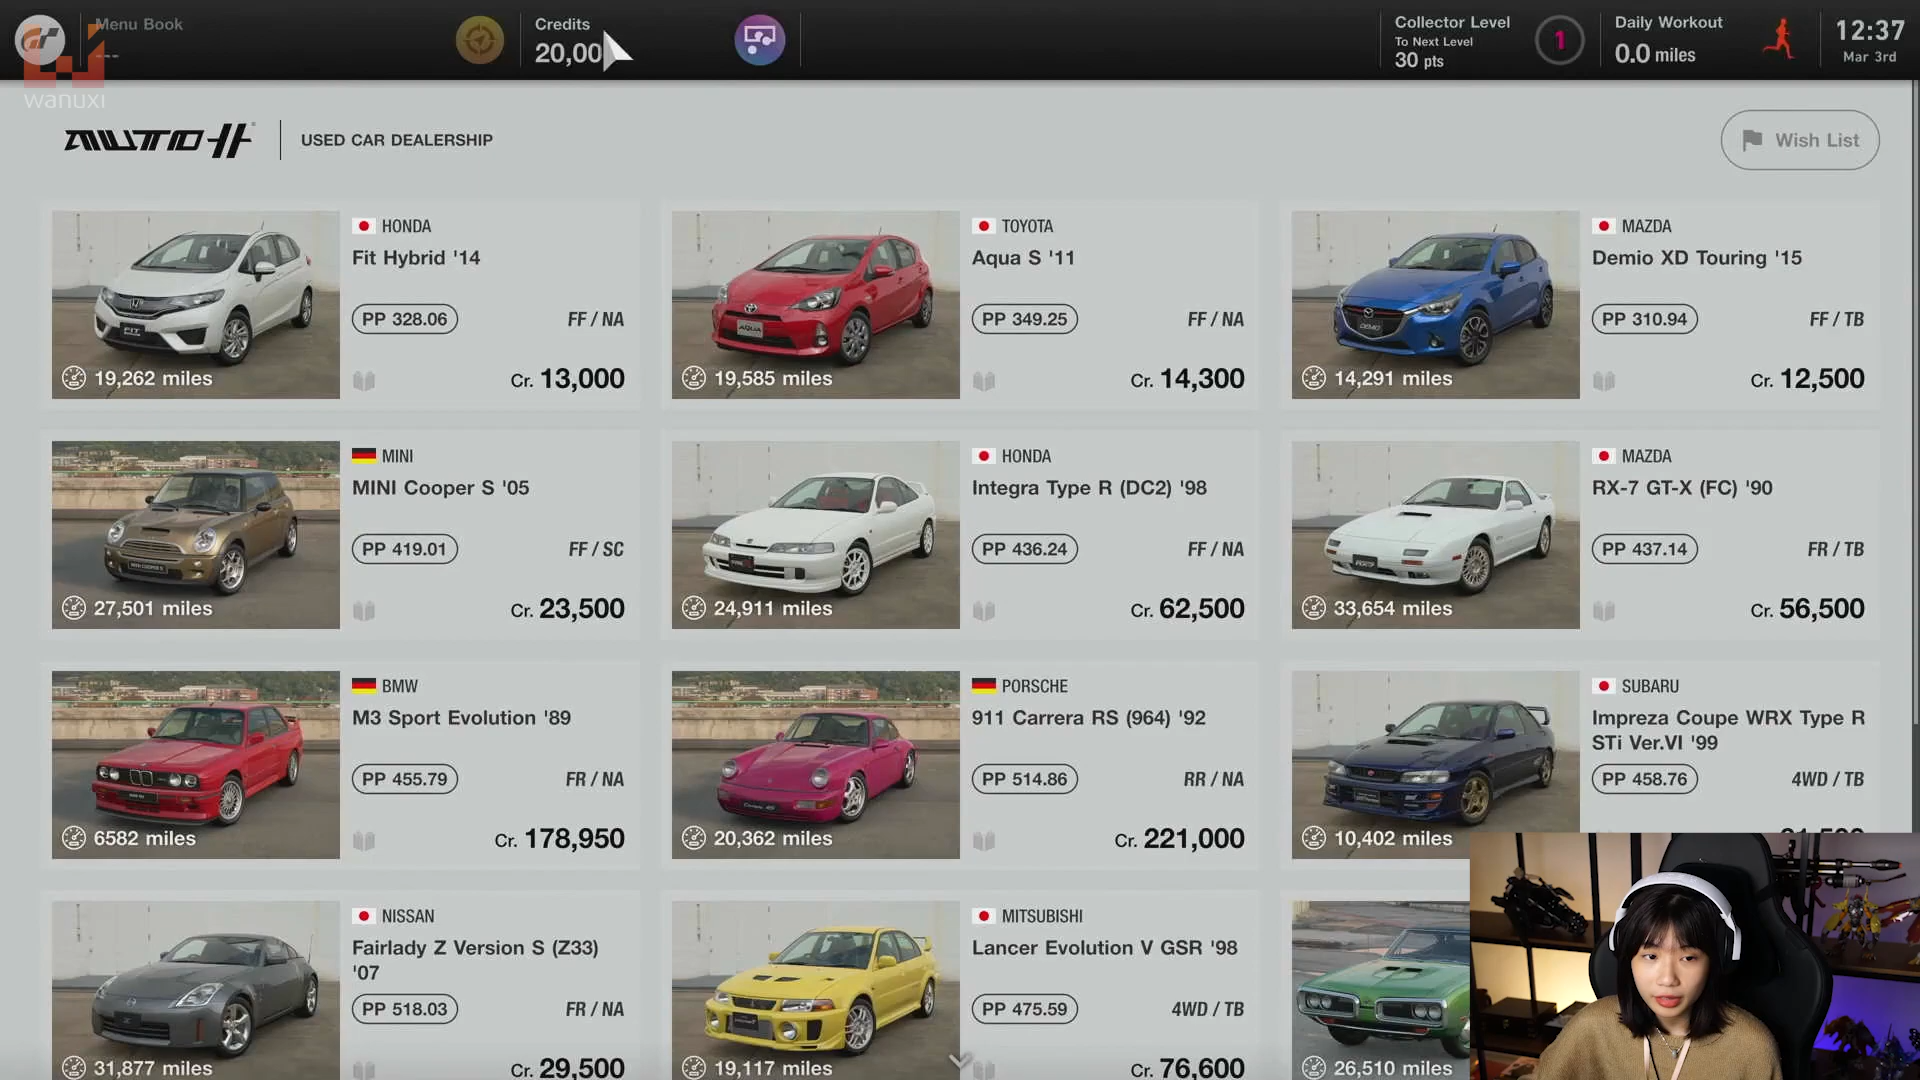 Menu Book
---
wanuxi
Credits
20,00
Collector Level
To Next Level
30 pts
1
Daily Workout
0.0 miles
12:37
Mar 3rd
AUTO
USED CAR DEALERSHIP
Wish List
HONDA
Fit Hybrid '14
PP 328.06
FF / NA
19,262 miles
Cr. 13,000
TOYOTA
Aqua S '11
PP 349.25
FF / NA
19,585 miles
Cr. 14,300
MAZDA
Demio XD Touring '15
PP 310.94
FF / TB
14,291 miles
Cr. 12,500
MINI
MINI Cooper S '05
PP 419.01
FF / SC
27,501 miles
Cr. 23,500
HONDA
Integra Type R (DC2) '98
PP 436.24
FF / NA
24,911 miles
Cr. 62,500
MAZDA
RX-7 GT-X (FC) '90
PP 437.14
FR / TB
33,654 miles
Cr. 56,500
BMW
M3 Sport Evolution '89
PP 455.79
FR / NA
6582 miles
Cr. 178,950
PORSCHE
911 Carrera RS (964) '92
PP 514.86
RR / NA
20,362 miles
Cr. 221,000
SUBARU
Impreza Coupe WRX Type R
STi Ver.VI '99
PP 458.76
4WD / TB
10,402 miles
NISSAN
Fairlady Z Version S (Z33)
'07
PP 518.03
FR / NA
31,877 miles
Cr. 29,500
MITSUBISHI
Lancer Evolution V GSR '98
PP 475.59
4WD / TB
19,117 miles
Cr. 76,600
26,510 miles